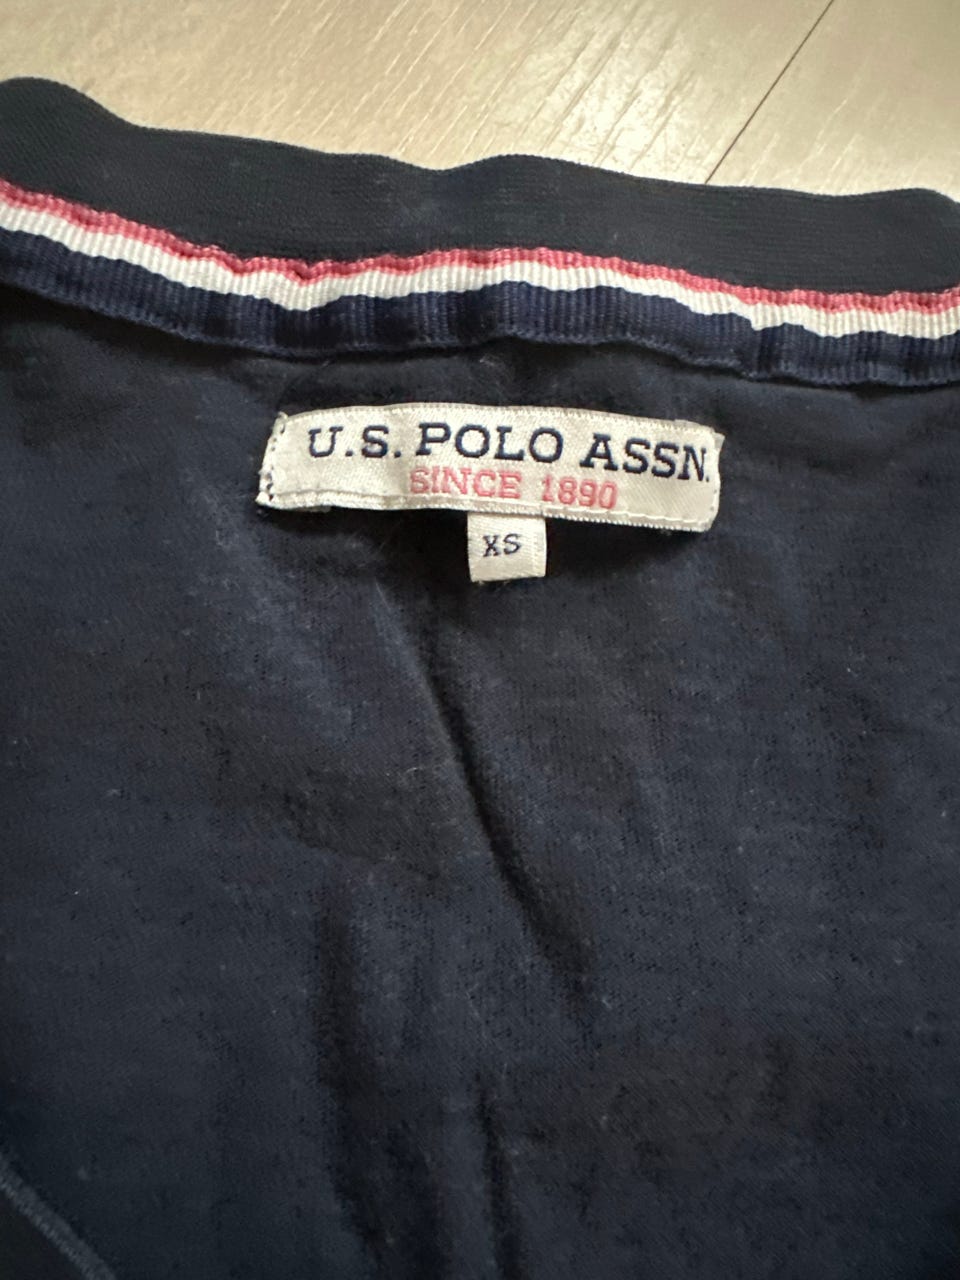 U.S. POLO ASSN.
SINCE 1890
XS